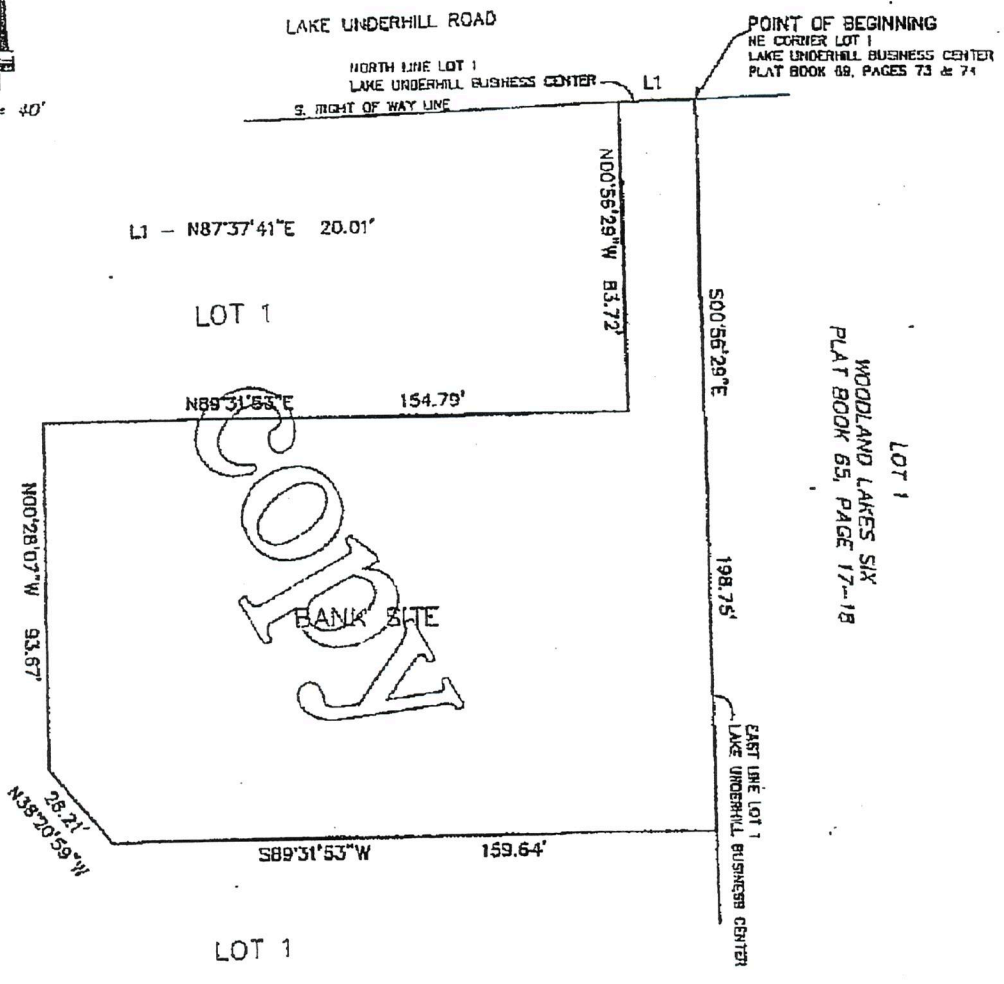 LAKE UNDERHILL ROAD
POINT OF BEGINNING
NE CORNER LOT 1
LAKE UNDERHILL BUSINESS CENTER
PLAT BOOK 69, PAGES 73 & 74
NORTH LINE LOT 1
LAKE UNDERHILL BUSINESS CENTER
L1
S. RIGHT OF WAY LINE
40'
N00°56'29"W 83.72'
L1 - N87°37'41"E 20.01'
LOT 1
S00°56'29"E 198.75'
LOT 1
WOODLAND LAKES SIX
PLAT BOOK 65, PAGE 17-18
N89°31'53"E 154.79'
Copy
N00°28'07"W 93.67'
BANK SITE
EAST LINE LOT 1
LAKE UNDERHILL BUSINESS CENTER
26.21'
N38°20'59"W
S89°31'53"W 159.64'
LOT 1